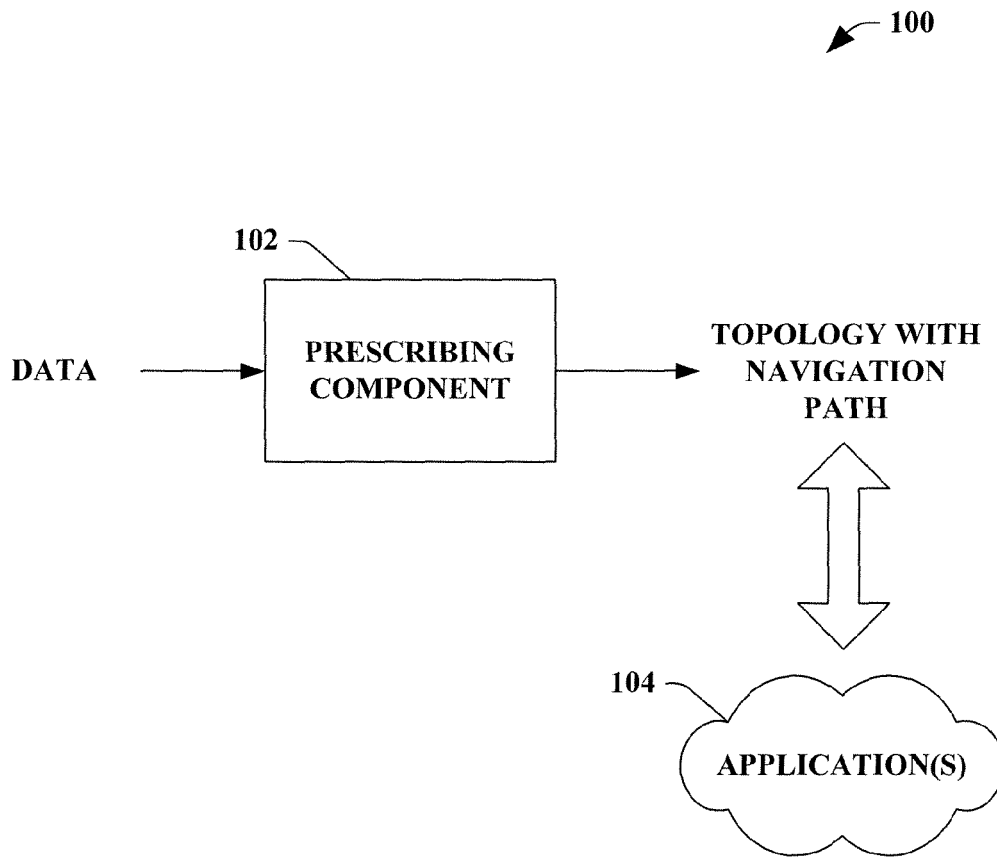 100
102
PRESCRIBING
COMPONENT
DATA
TOPOLOGY WITH
NAVIGATION
PATH
104
APPLICATION(S)